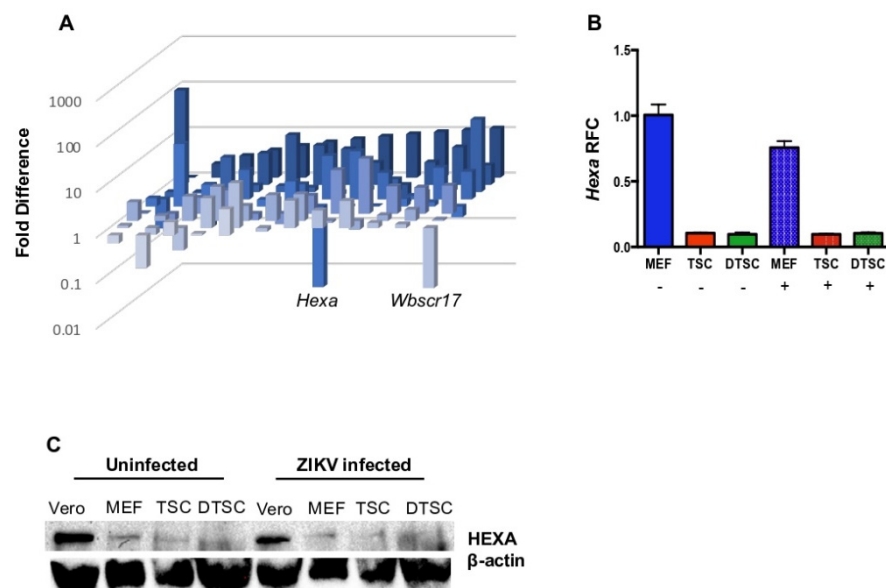 A
Fold Difference
1000
100
10
1
0.1
0.01
Hexa
Wbscr17
B
Hexa RFC
1.5
1.0
0.5
0.0
MEF TSC DTSC MEF TSC DTSC
- - - + + +
C
Uninfected ZIKV infected
Vero MEF TSC DTSC Vero MEF TSC DTSC
HEXA
β-actin